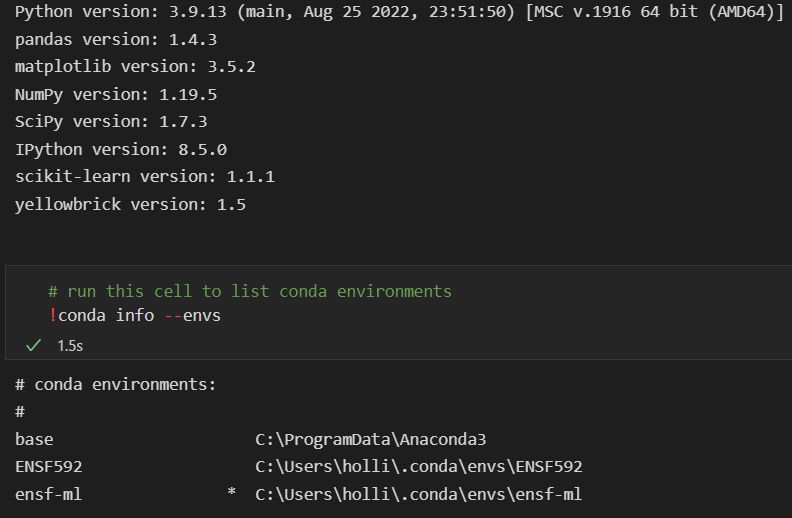 Python version: 3.9.13 (main, Aug 25 2022, 23:51:50) [MSC v.1916 64 bit (AMD64)]
pandas version: 1.4.3
matplotlib version: 3.5.2
NumPy version: 1.19.5
SciPy version: 1.7.3
IPython version: 8.5.0
scikit-learn version: 1.1.1
yellowbrick version: 1.5
# run this cell to list conda environments
!conda info --envs
✓ 1.5s
# conda environments:
#
base                     C:\ProgramData\Anaconda3
ENSF592                  C:\Users\holli\.conda\envs\ENSF592
ensf-ml               *  C:\Users\holli\.conda\envs\ensf-ml